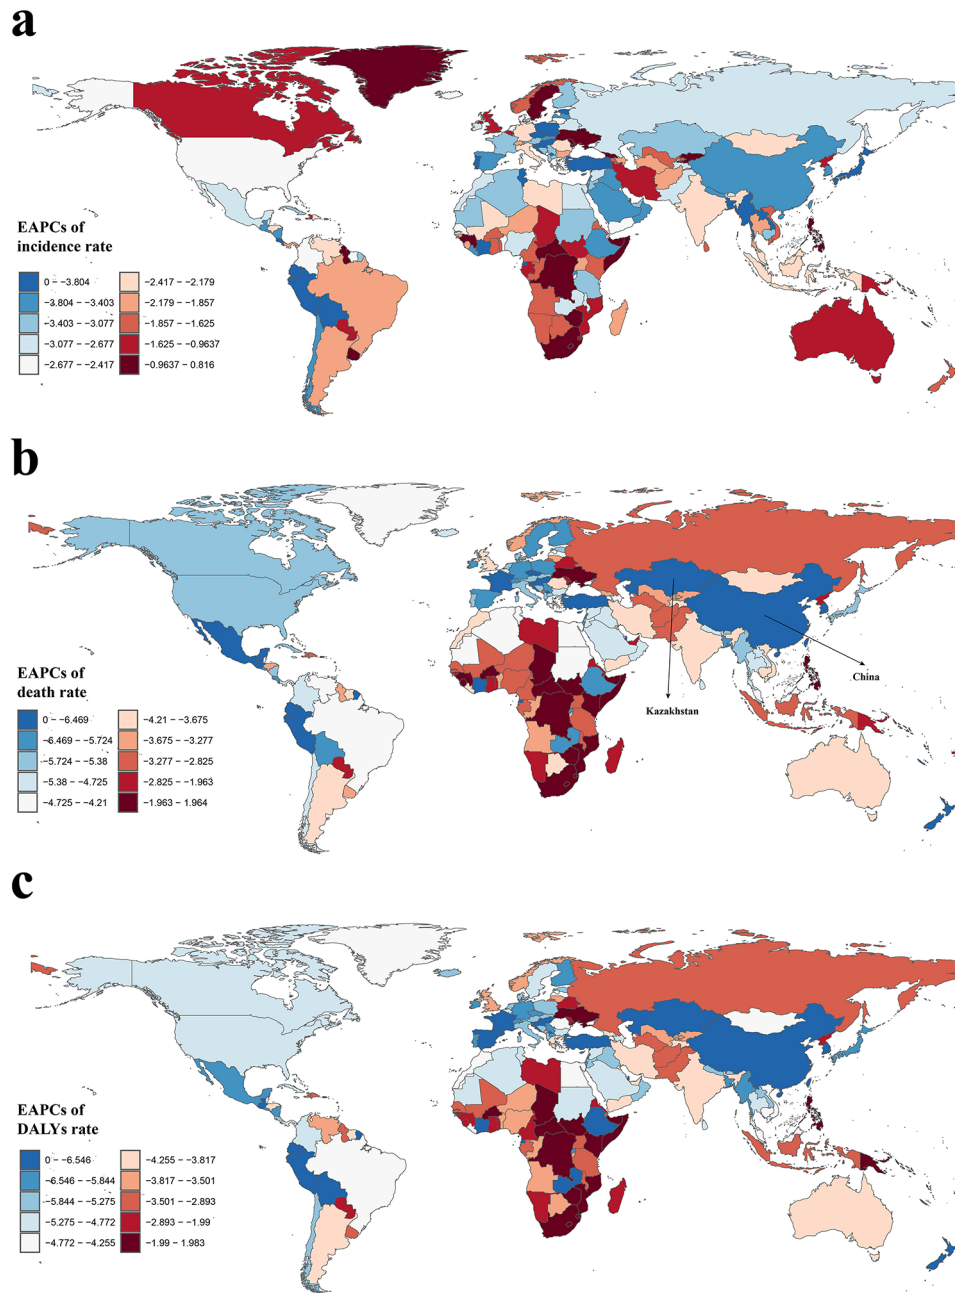 a
EAPCs of
incidence rate
0 – −3.804
−3.804 – −3.403
−3.403 – −3.077
−3.077 – −2.677
−2.677 – −2.417
−2.417 – −2.179
−2.179 – −1.857
−1.857 – −1.625
−1.625 – −0.9637
−0.9637 – 0.816
b
EAPCs of
death rate
0 – −6.469
−6.469 – −5.724
−5.724 – −5.38
−5.38 – −4.725
−4.725 – −4.21
−4.21 – −3.675
−3.675 – −3.277
−3.277 – −2.825
−2.825 – −1.963
−1.963 – 1.964
China
Kazakhstan
c
EAPCs of
DALYs rate
0 – −6.546
−6.546 – −5.844
−5.844 – −5.275
−5.275 – −4.772
−4.772 – −4.255
−4.255 – −3.817
−3.817 – −3.501
−3.501 – −2.893
−2.893 – −1.99
−1.99 – 1.983